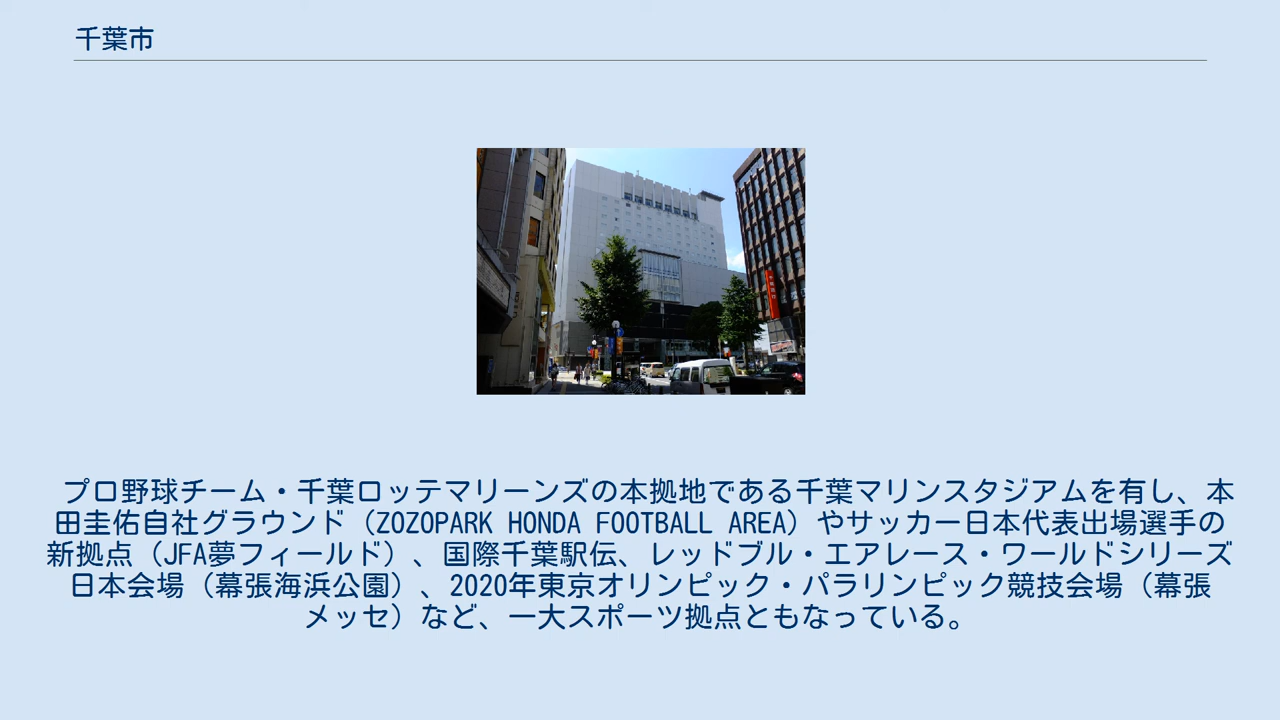 千葉市
プロ野球チーム・千葉ロッテマリーンズの本拠地である千葉マリンスタジアムを有し、本
田圭佑自社グラウンド（ZOZOPARK HONDA FOOTBALL AREA）やサッカー日本代表出場選手の
新拠点（JFA夢フィールド）、国際千葉駅伝、レッドブル・エアレース・ワールドシリーズ
日本会場（幕張海浜公園）、2020年東京オリンピック・パラリンピック競技会場（幕張
メッセ）など、一大スポーツ拠点ともなっている。